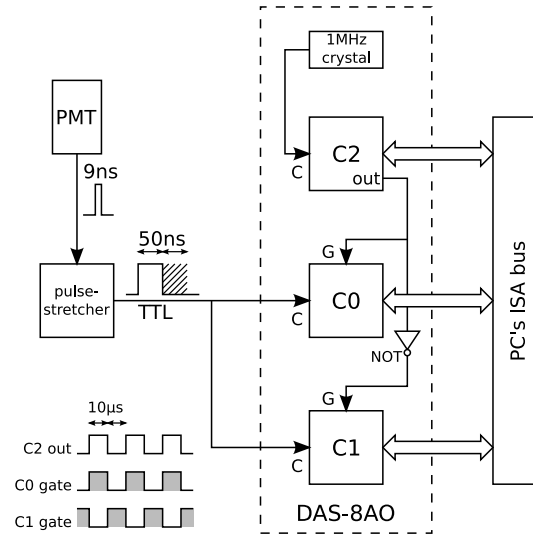 1MHz
crystal
PMT
C2
C
out
9ns
50ns
G
pulse-
stretcher
C0
C
TTL
NOT
PC's ISA bus
G
10µs
C1
C
C2 out
C0 gate
C1 gate
DAS-8AO